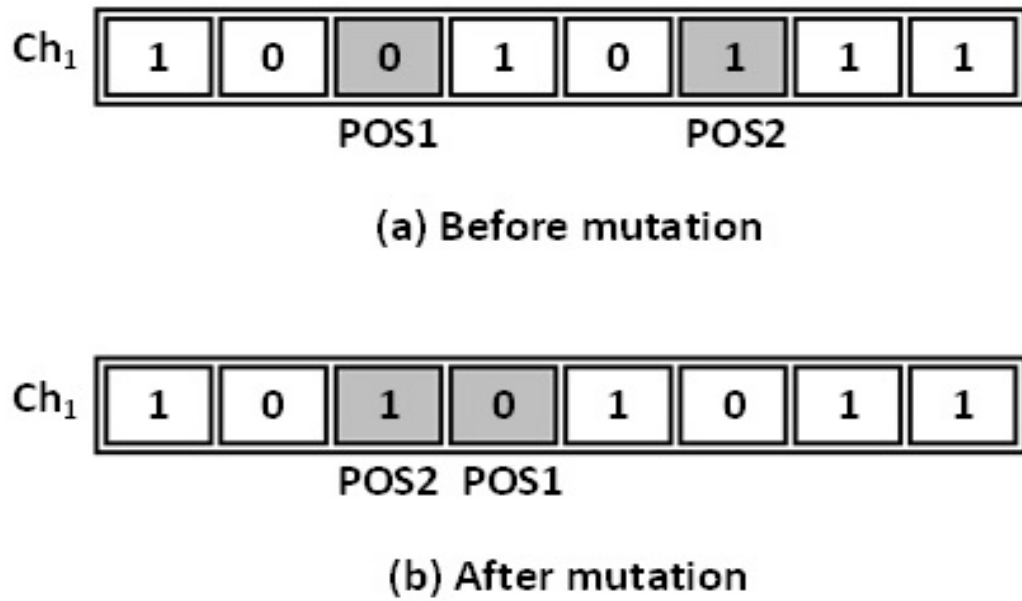 Ch₁ 1 0 0 1 0 1 1 1
POS1 POS2
(a) Before mutation
Ch₁ 1 0 1 0 1 0 1 1
POS2 POS1
(b) After mutation